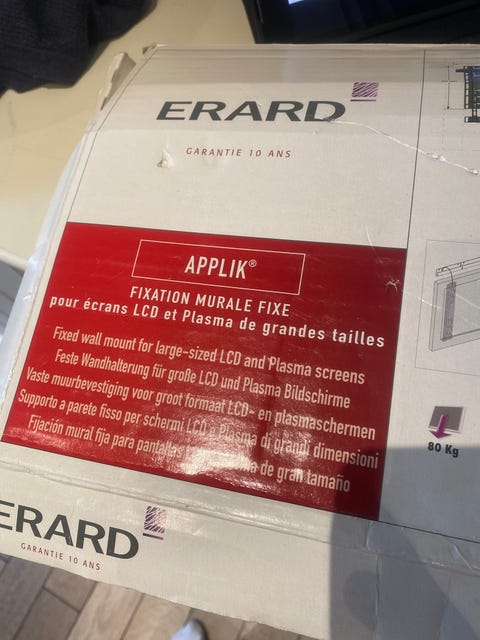 ERARD
GARANTIE 10 ANS
APPLIK®
FIXATION MURALE FIXE
pour écrans LCD et Plasma de grandes tailles
Fixed wall mount for large-sized LCD and Plasma screens
Feste Wandhalterung für große LCD und Plasma Bildschirme
Vaste muurbevestiging voor groot formaat LCD- en plasmaschermen
Supporto a parete fisso per schermi LCD Plasma di grandi dimensioni
Fijación mural fija para pantallas de gran tamaño
80 Kg
ERARD
GARANTIE 10 ANS